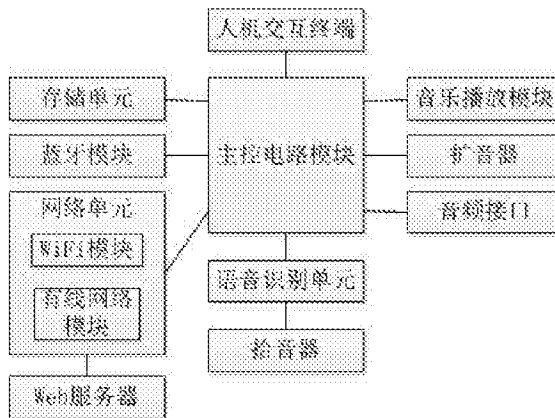 人机交互终端
存储单元
音乐播放模块
蓝牙模块
主控电路模块
扩音器
网络单元
音频接口
WiFi模块
语音识别单元
有线网络
模块
拾音器
Web服务器